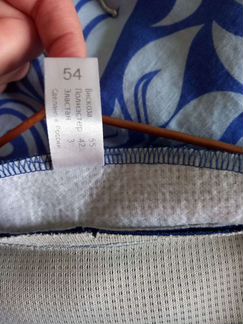 54
Вискоза 55
Полиэстер 42
Эластан 3
Сделано в России